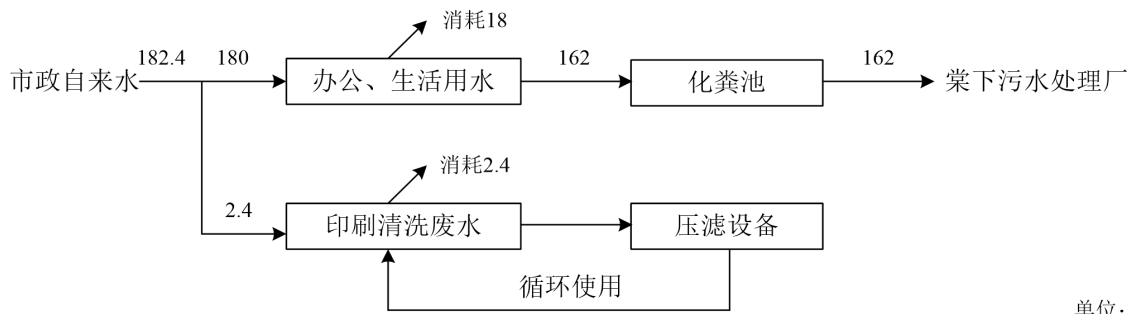 消耗18
182.4
180
162
162
市政自来水
办公、生活用水
化粪池
棠下污水处理厂
消耗2.4
2.4
印刷清洗废水
压滤设备
循环使用
单位: